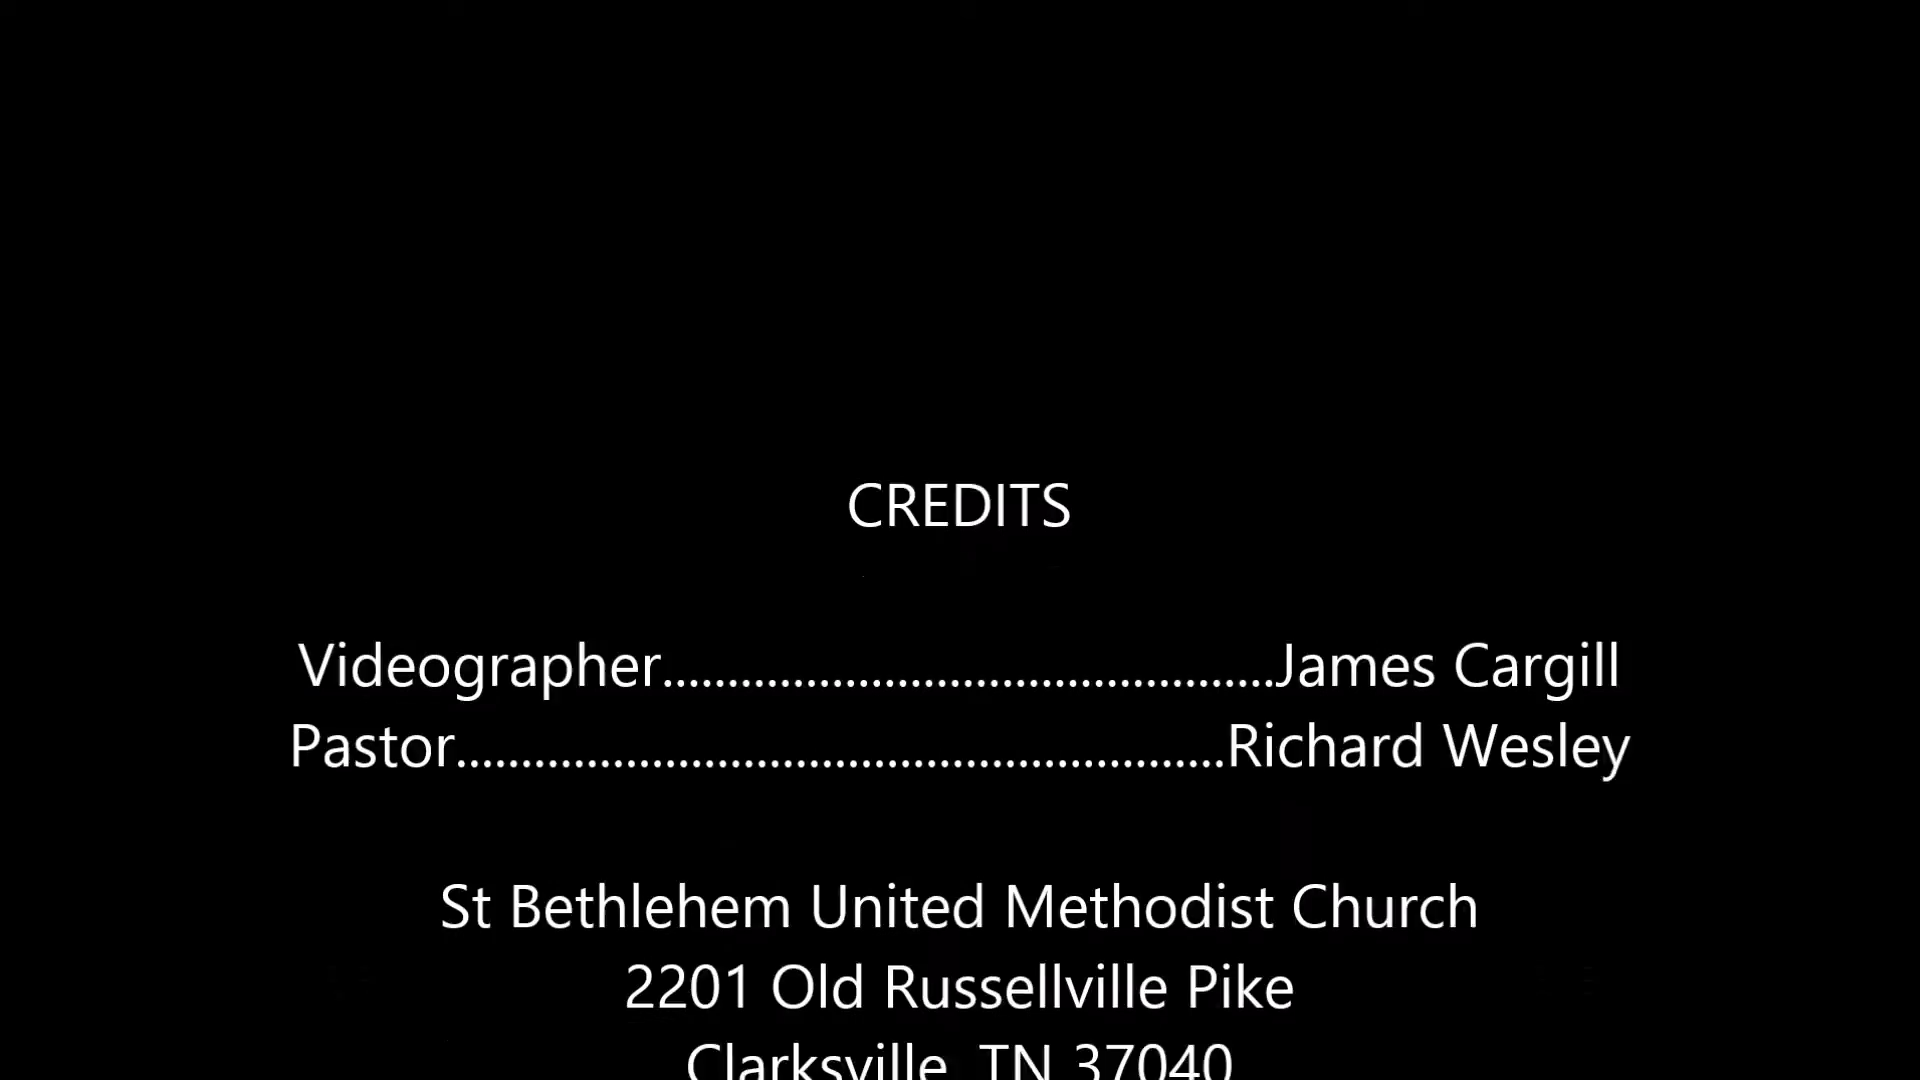 CREDITS
Videographer...............................................James Cargill
Pastor...........................................................Richard Wesley
St Bethlehem United Methodist Church
2201 Old Russellville Pike
Clarksville, TN 37040